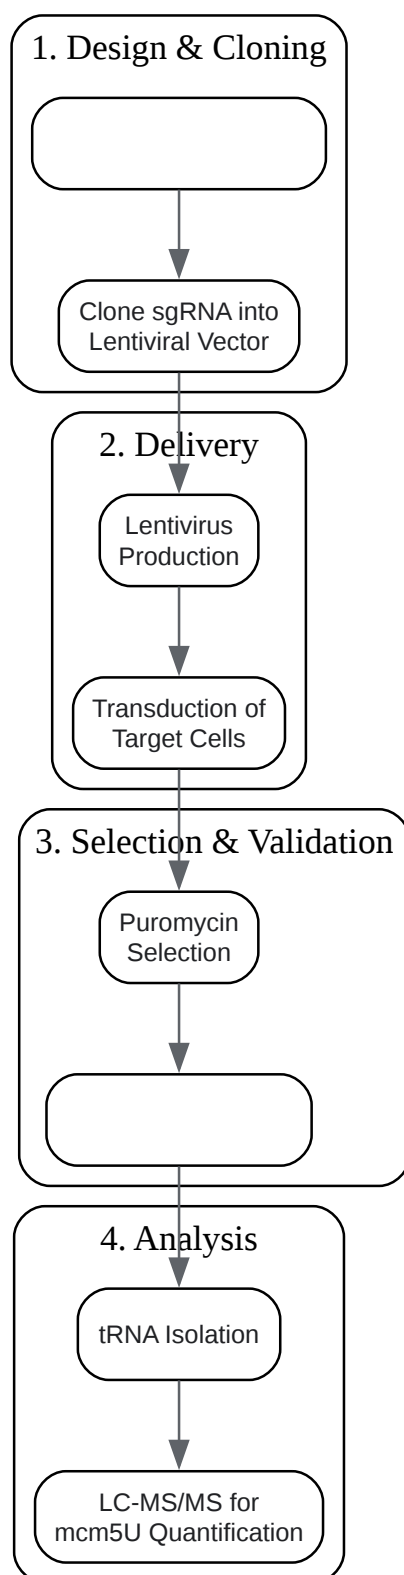 1. Design & Cloning
Clone sgRNA into
Lentiviral Vector
2. Delivery
Lentivirus
Production
Transduction of
Target Cells
3. Selection & Validation
Puromycin
Selection
4. Analysis
tRNA Isolation
LC-MS/MS for
mcm5U Quantification